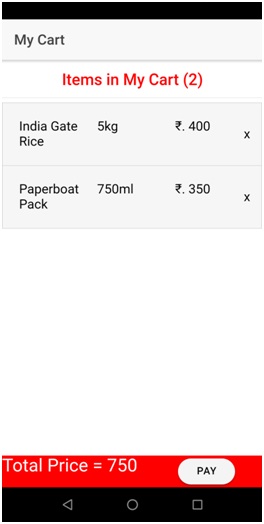 My Cart
Items in My Cart (2)
India Gate Rice 5kg ₹. 400 x
Paperboat Pack 750ml ₹. 350 x
Total Price = 750 PAY